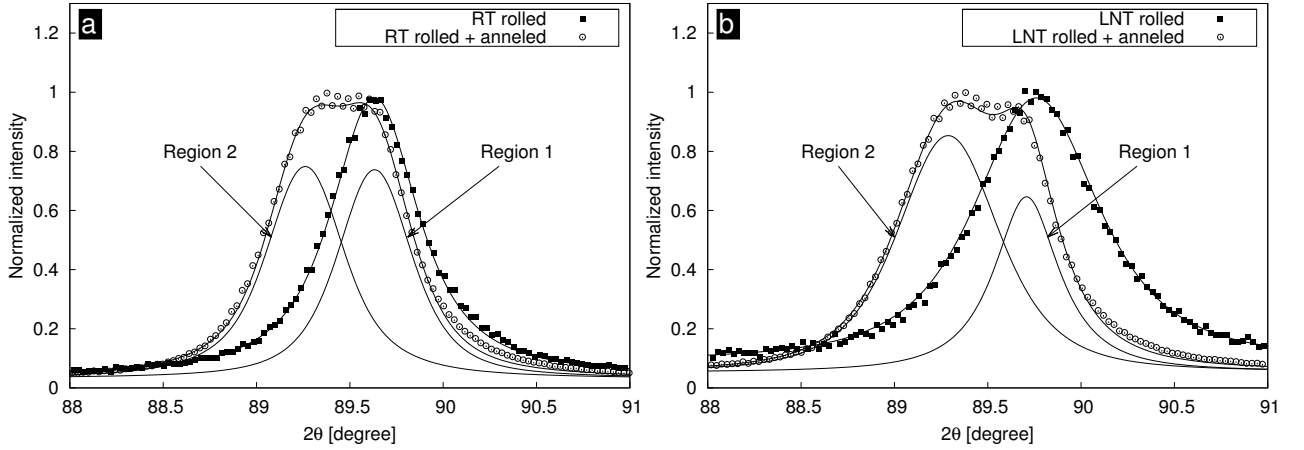 a
RT rolled
RT rolled + anneled
Region 2
Region 1
Normalized intensity
0
0.2
0.4
0.6
0.8
1
1.2
88
88.5
89
89.5
90
90.5
91
2θ [degree]
b
LNT rolled
LNT rolled + anneled
Region 2
Region 1
Normalized intensity
0
0.2
0.4
0.6
0.8
1
1.2
88
88.5
89
89.5
90
90.5
91
2θ [degree]